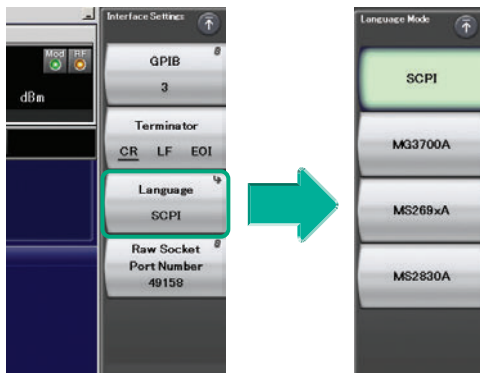 Interface Settings
Mod RF
dBm
GPIB
3
Terminator
CR LF EOI
Language
SCPI
Raw Socket
Port Number
49158
Language Mode
SCPI
MG3700A
MS269xA
MS2830A